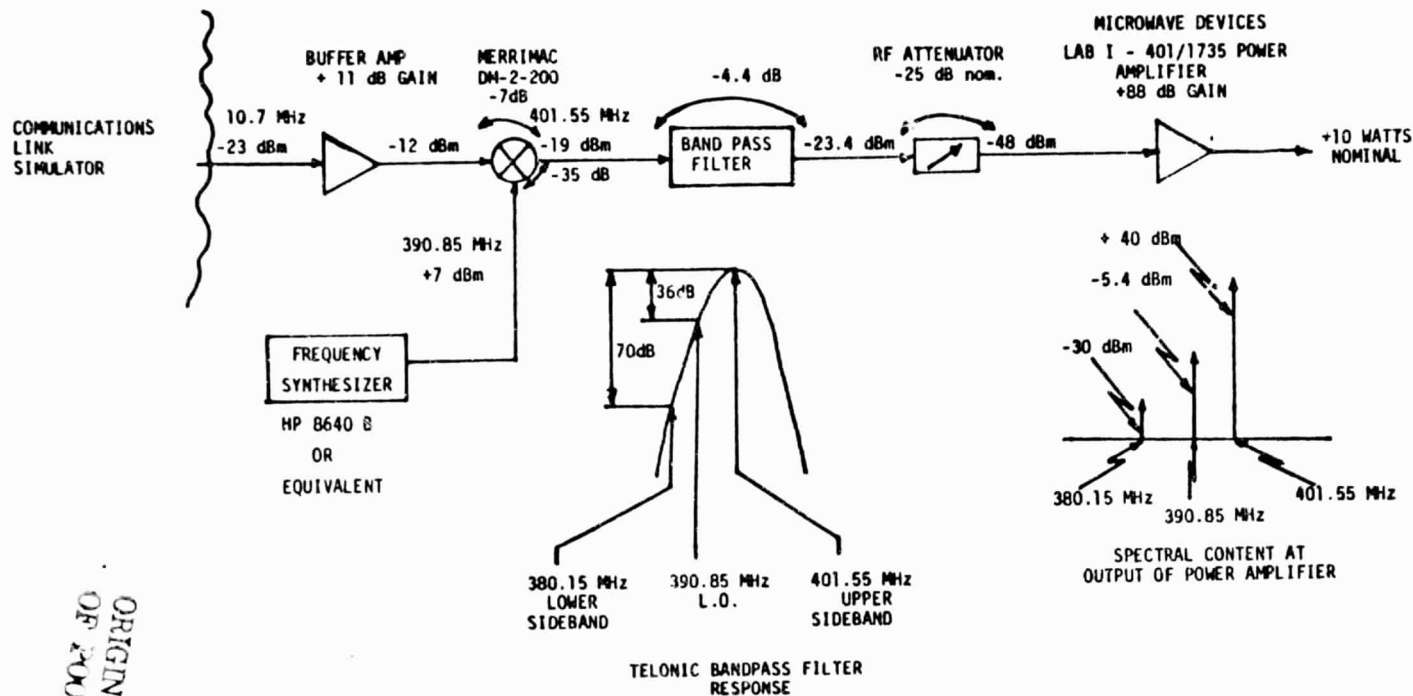 COMMUNICATIONS
LINK
SIMULATOR
10.7 MHz
-23 dBm
BUFFER AMP
+ 11 dB GAIN
-12 dBm
MERRIMAC
DM-2-200
-7dB
401.55 MHz
-19 dBm
-35 dB
390.85 MHz
+7 dBm
FREQUENCY
SYNTHESIZER
HP 8640 B
OR
EQUIVALENT
-4.4 dB
BAND PASS
FILTER
-23.4 dBm
RF ATTENUATOR
-25 dB nom.
-48 dBm
MICROWAVE DEVICES
LAB I - 401/1735 POWER
AMPLIFIER
+88 dB GAIN
+10 WATTS
NOMINAL
36dB
70dB
380.15 MHz
LOWER
SIDEBAND
390.85 MHz
L.O.
401.55 MHz
UPPER
SIDEBAND
TELONIC BANDPASS FILTER
RESPONSE
+ 40 dBm
-5.4 dBm
-30 dBm
380.15 MHz
390.85 MHz
401.55 MHz
SPECTRAL CONTENT AT
OUTPUT OF POWER AMPLIFIER
ORIGIN
OF POO